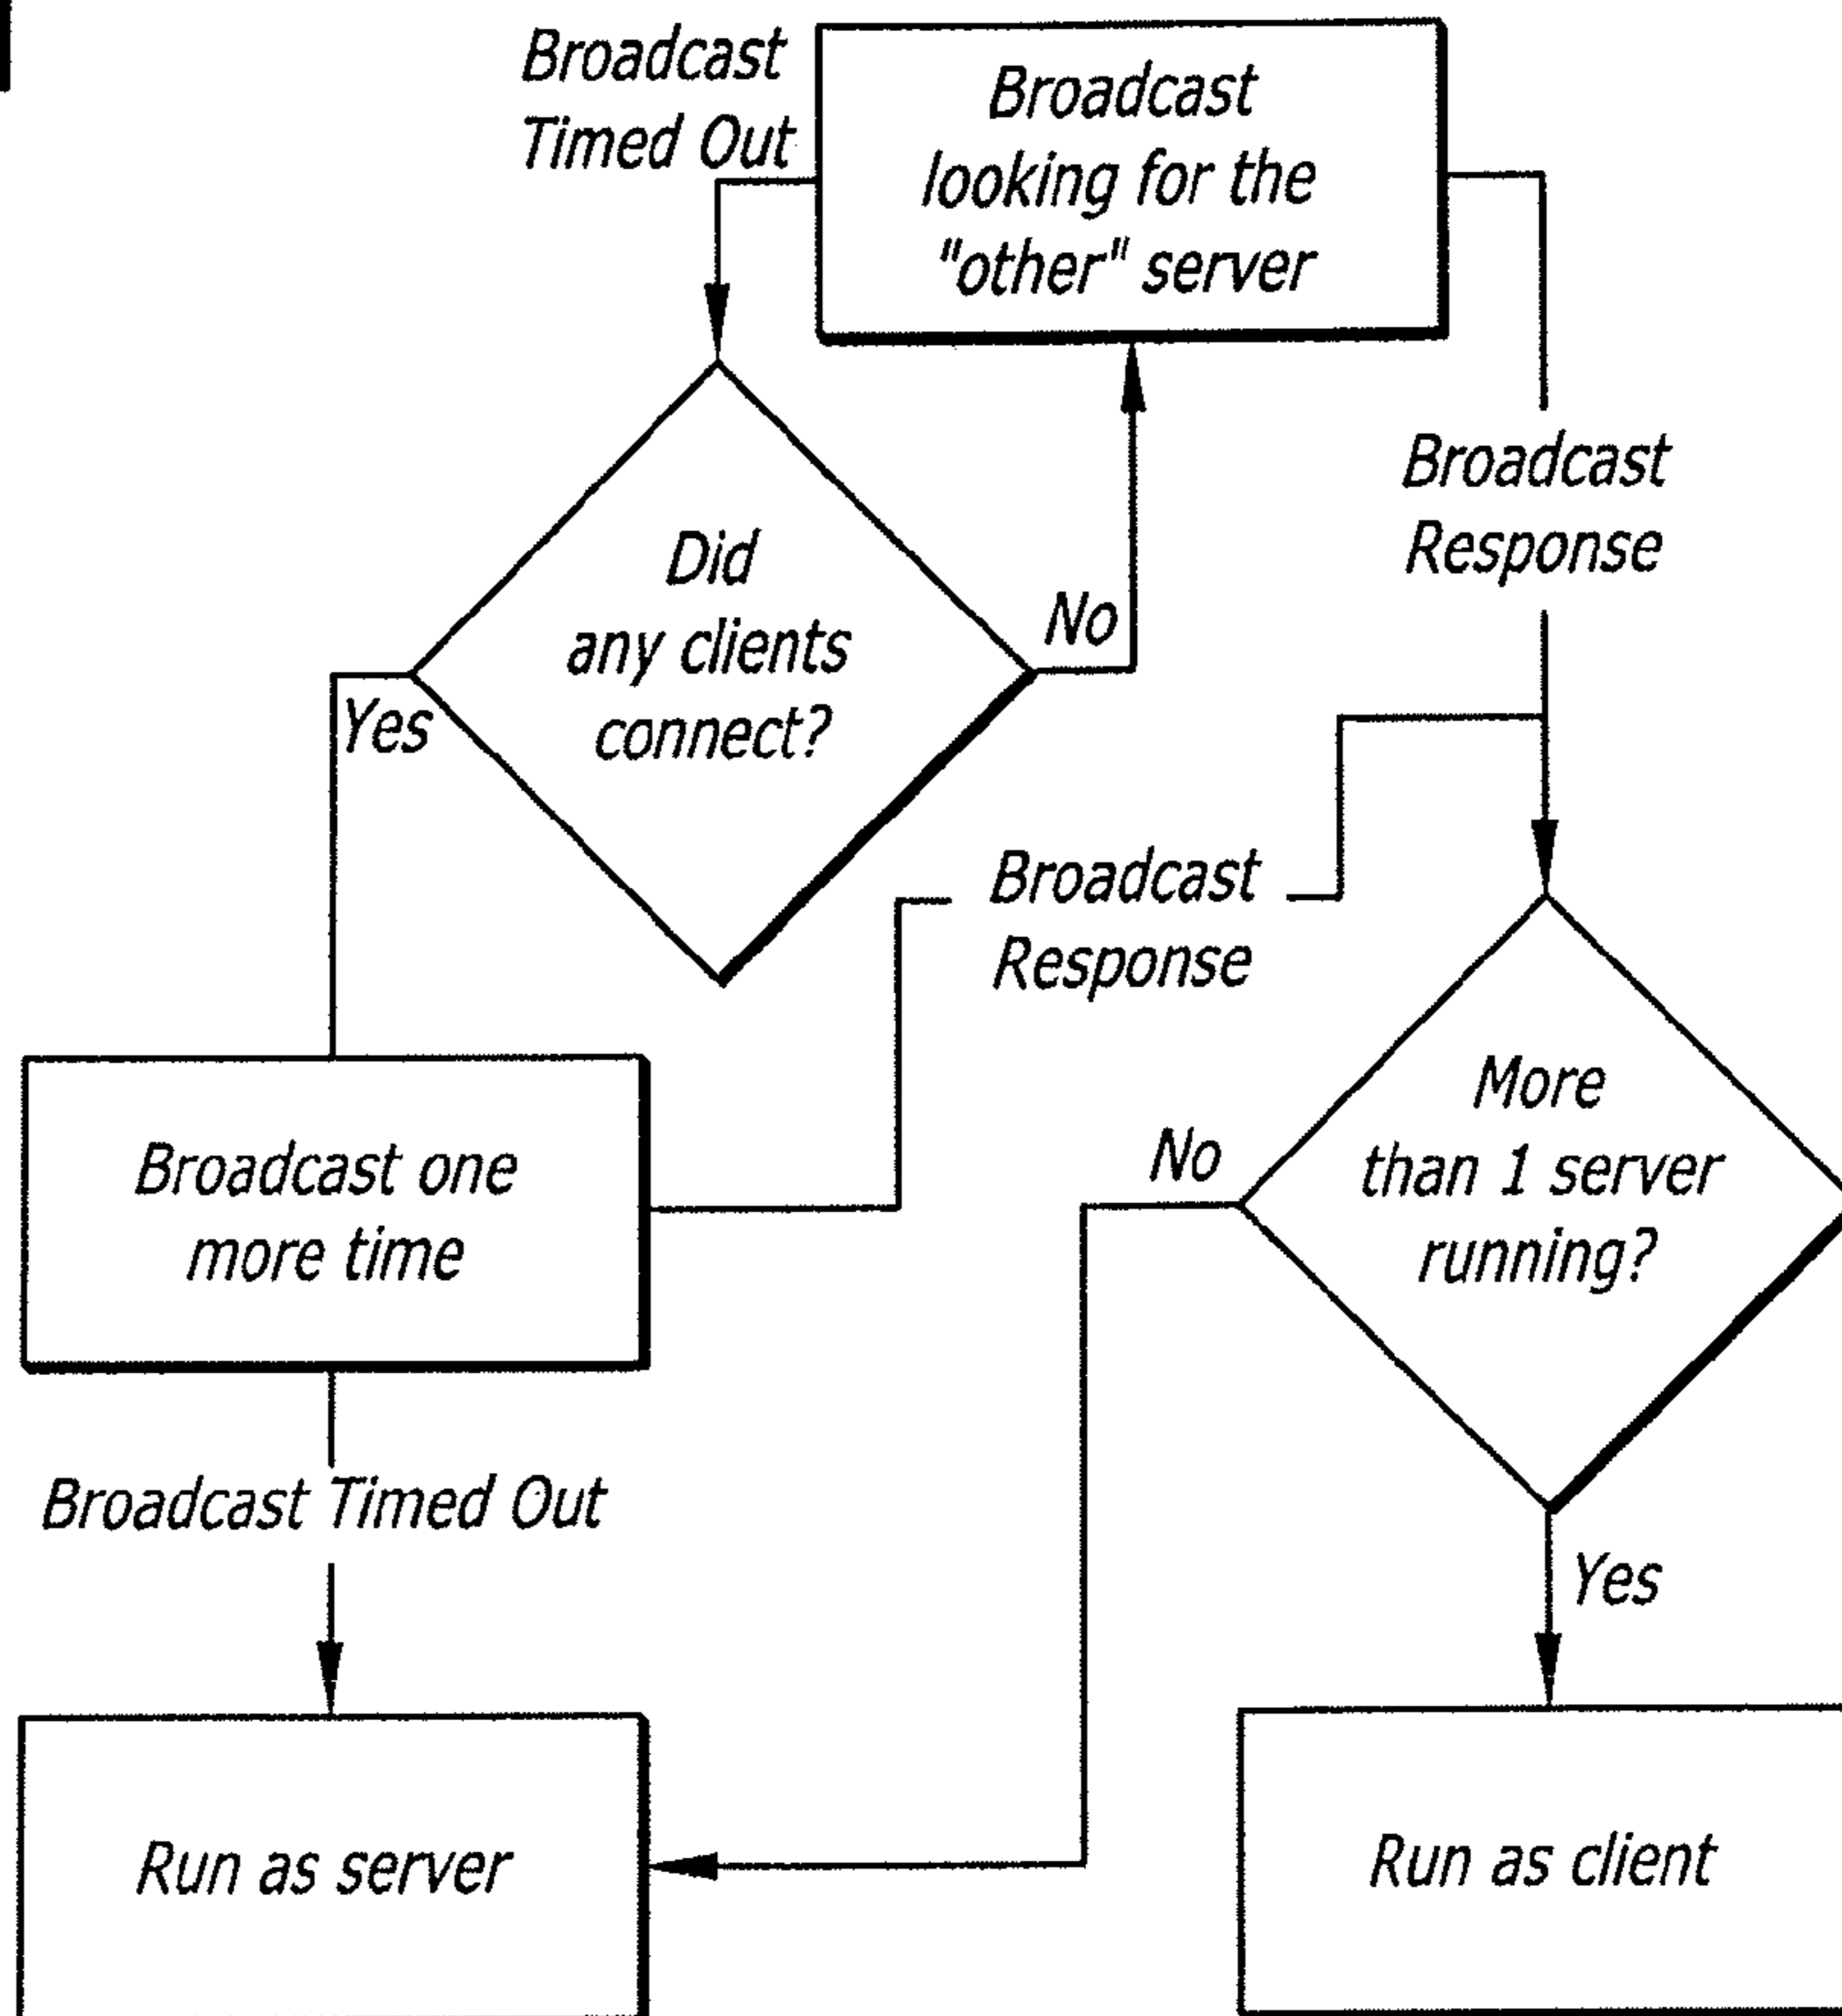 Broadcast
Timed Out
Broadcast
looking for the
"other" server
Broadcast
Response
Did
any clients
connect?
No
Yes
Broadcast
Response
More
than 1 server
running?
No
Broadcast one
more time
Broadcast Timed Out
Yes
Run as server
Run as client